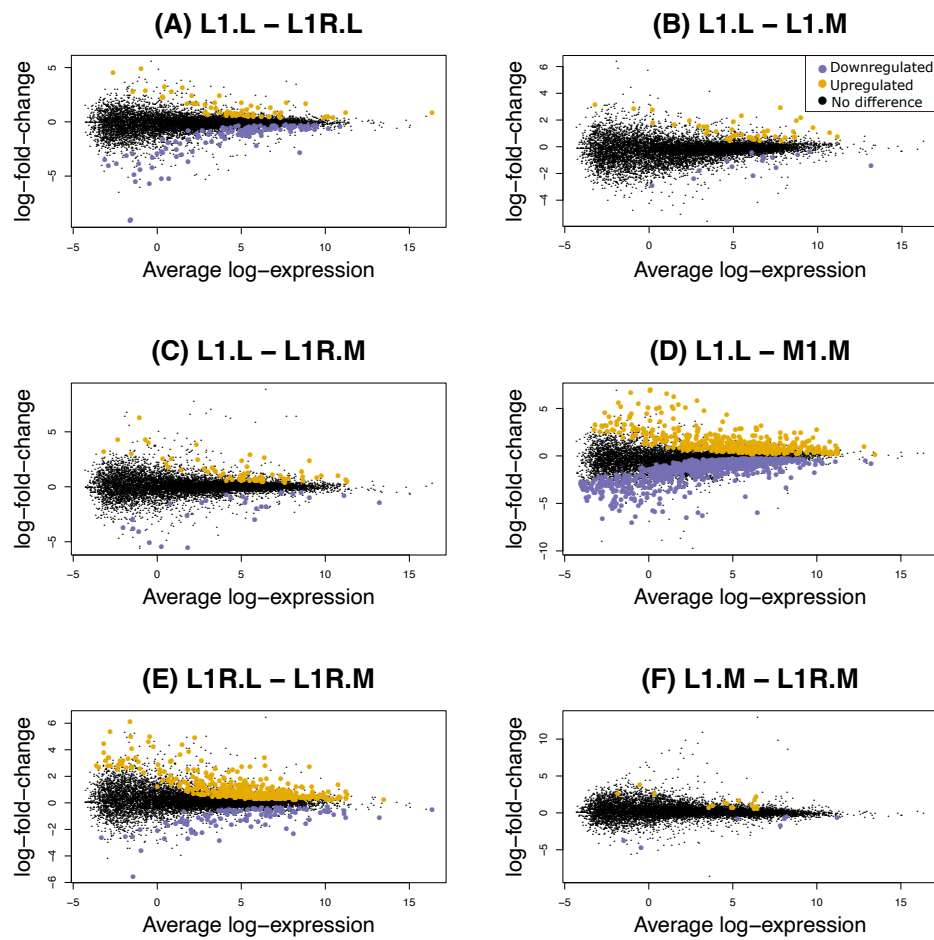 (A) L1.L – L1R.L
log–fold–change
5
0
−5
−5
0
5
10
15
Average log–expression
(B) L1.L – L1.M
Downregulated
Upregulated
No difference
log–fold–change
6
4
2
0
−2
−4
−5
0
5
10
15
Average log–expression
(C) L1.L – L1R.M
log–fold–change
5
0
−5
−5
0
5
10
15
Average log–expression
(D) L1.L – M1.M
log–fold–change
5
0
−5
−10
−5
0
5
10
15
Average log–expression
(E) L1R.L – L1R.M
log–fold–change
6
4
2
0
−2
−4
−6
−5
0
5
10
15
Average log–expression
(F) L1.M – L1R.M
log–fold–change
10
5
0
−5
−5
0
5
10
15
Average log–expression